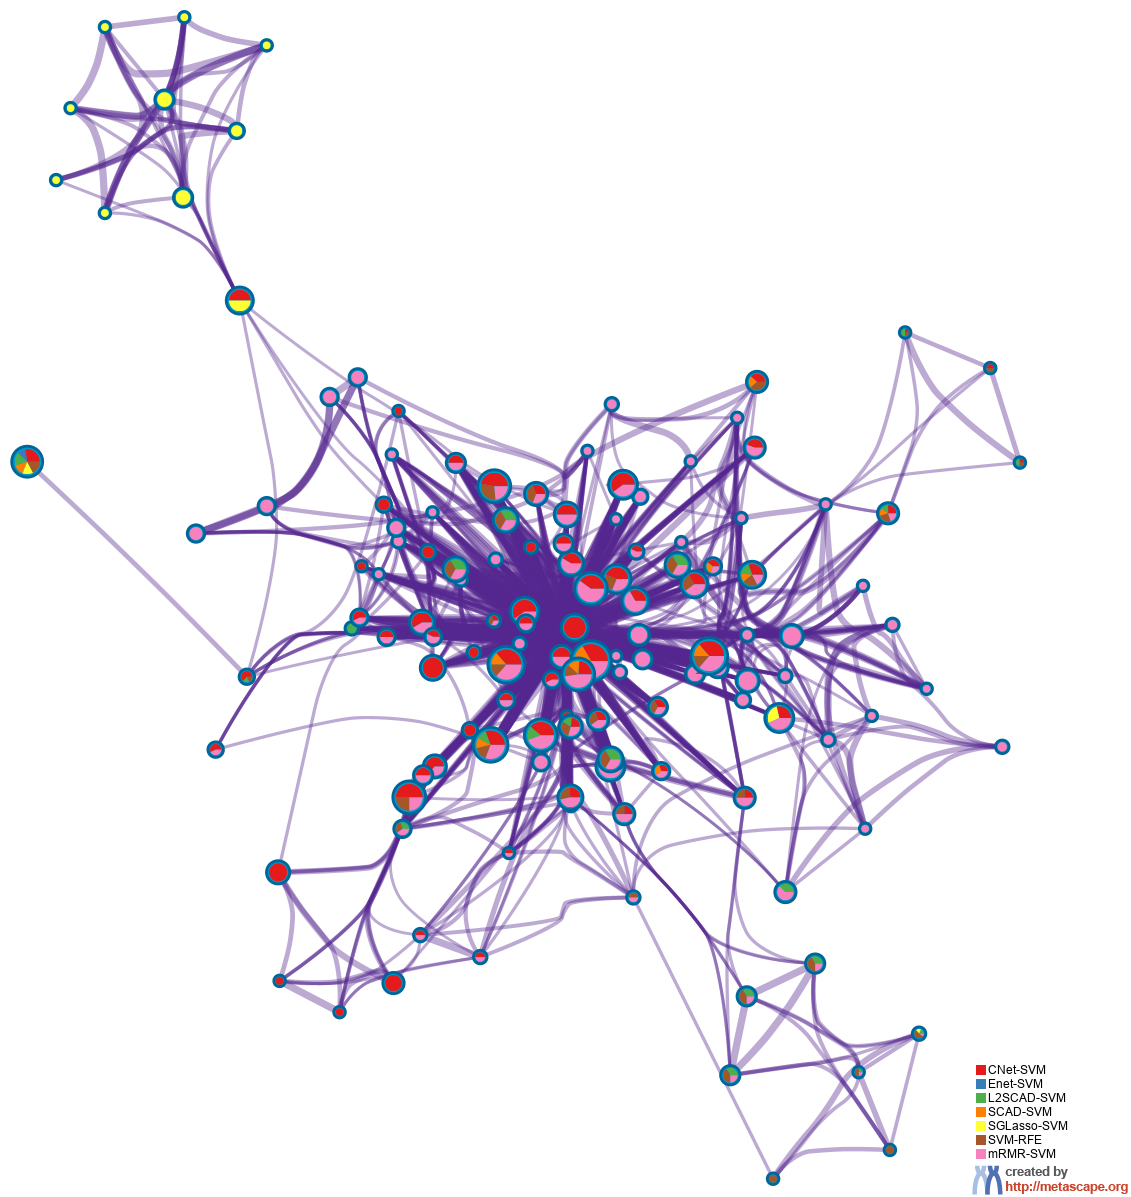 CNet-SVM
Enet-SVM
L2SCAD-SVM
SCAD-SVM
SGLasso-SVM
SVM-RFE
mRMR-SVM
created by
http://metascape.org